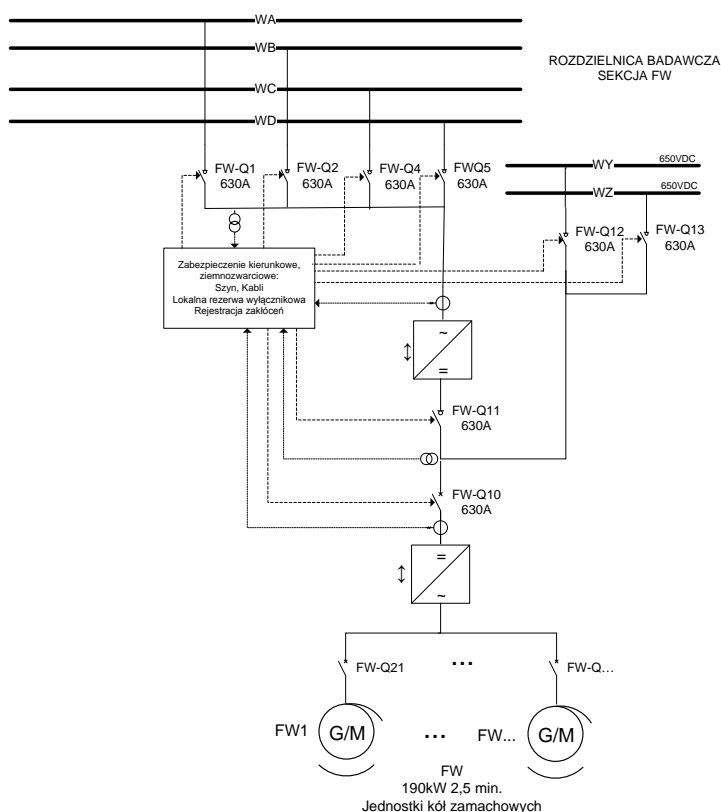 WA
WB
ROZDZIELNICA BADAWCZA
SEKCJA FW
WC
WD
FW-Q1
630A
FW-Q2
630A
FW-Q4
630A
FWQ5
630A
WY
650VDC
WZ
650VDC
FW-Q12
630A
FW-Q13
630A
Zabezpieczenie kierunkowe,
ziemnozwarciowe:
Szyn, Kabli
Lokalna rezerwa wyłącznikowa
Rejestracja zakłóceń
~
=
FW-Q11
630A
FW-Q10
630A
=
~
FW-Q21
...
FW-Q...
FW1
G/M
...
FW...
G/M
FW
190kW 2,5 min.
Jednostki kół zamachowych